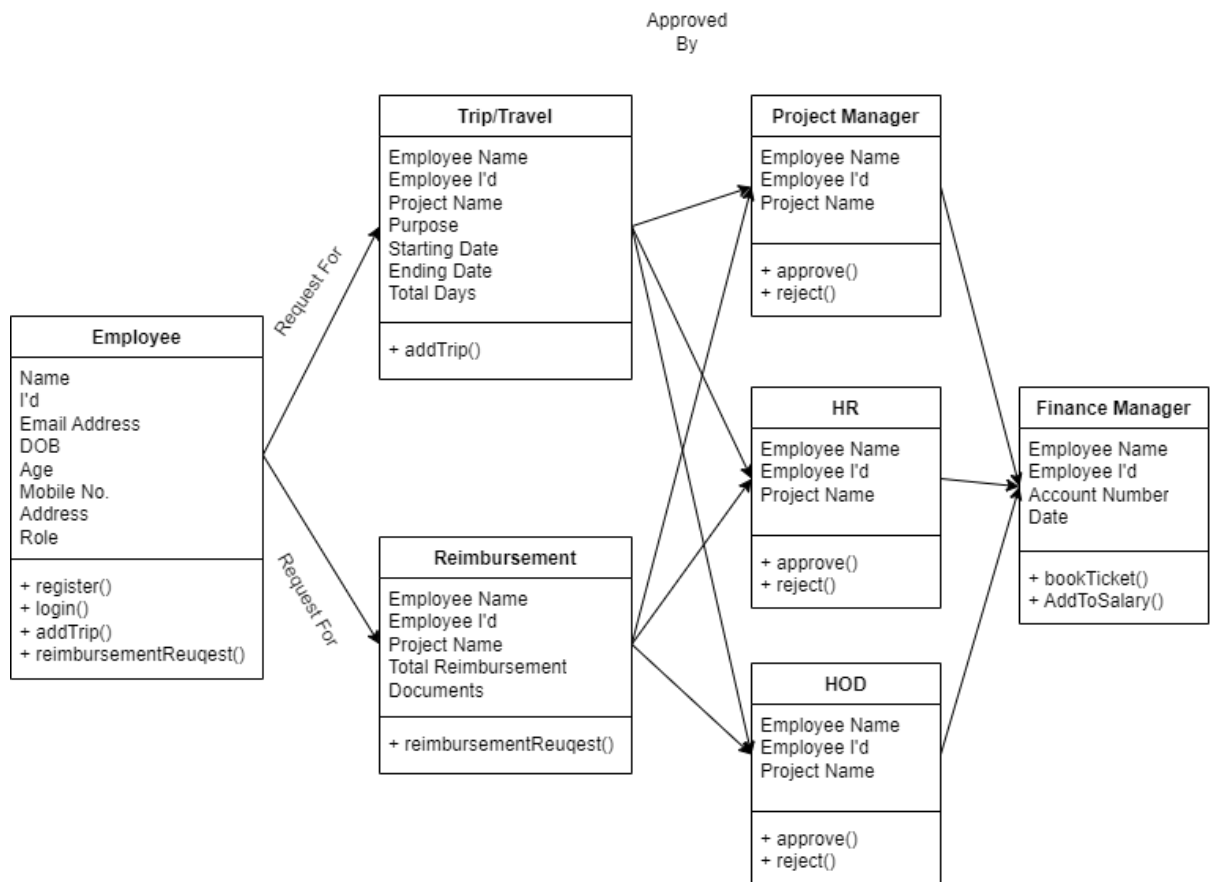 Approved
By
Trip/Travel
Employee Name
Employee I'd
Project Name
Purpose
Starting Date
Ending Date
Total Days
+ addTrip()
Project Manager
Employee Name
Employee I'd
Project Name
+ approve()
+ reject()
Request For
Employee
Name
I'd
Email Address
DOB
Age
Mobile No.
Address
Role
+ register()
+ login()
+ addTrip()
+ reimbursementReuqest()
Request For
Reimbursement
Employee Name
Employee I'd
Project Name
Total Reimbursement
Documents
+ reimbursementReuqest()
HR
Employee Name
Employee I'd
Project Name
+ approve()
+ reject()
Finance Manager
Employee Name
Employee I'd
Account Number
Date
+ bookTicket()
+ AddToSalary()
HOD
Employee Name
Employee I'd
Project Name
+ approve()
+ reject()